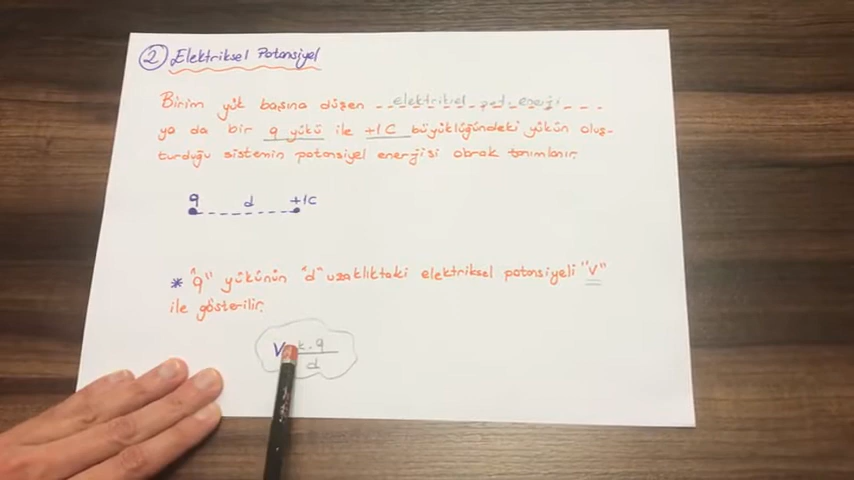 2 Elektriksel Potansiyel
Birim yük başına düşen elektriksel pot. enerji
ya da bir q yükü ile +1C büyüklüğündeki yükün oluş-
turduğu sistemin potansiyel enerjisi olarak tanımlanır.
q d +1C
* "q" yükünün "d" uzaklıktaki elektriksel potansiyeli "V"
ile gösterilir.
V k.q
d